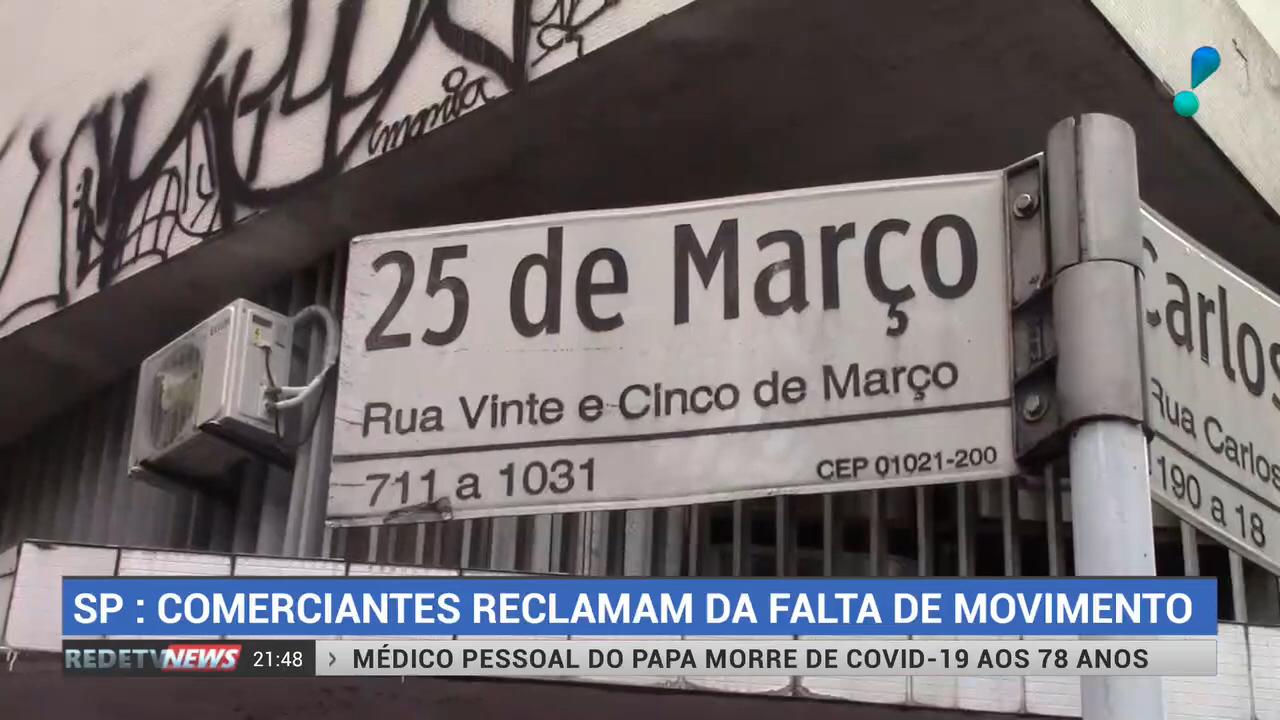 mania
25 de Março
Rua Vinte e Cinco de Março
711 a 1031
CEP 01021-200
Carlos
Rua Carlos
190 a 18
SP : COMERCIANTES RECLAMAM DA FALTA DE MOVIMENTO
REDETV NEWS 21:48 › MÉDICO PESSOAL DO PAPA MORRE DE COVID-19 AOS 78 ANOS